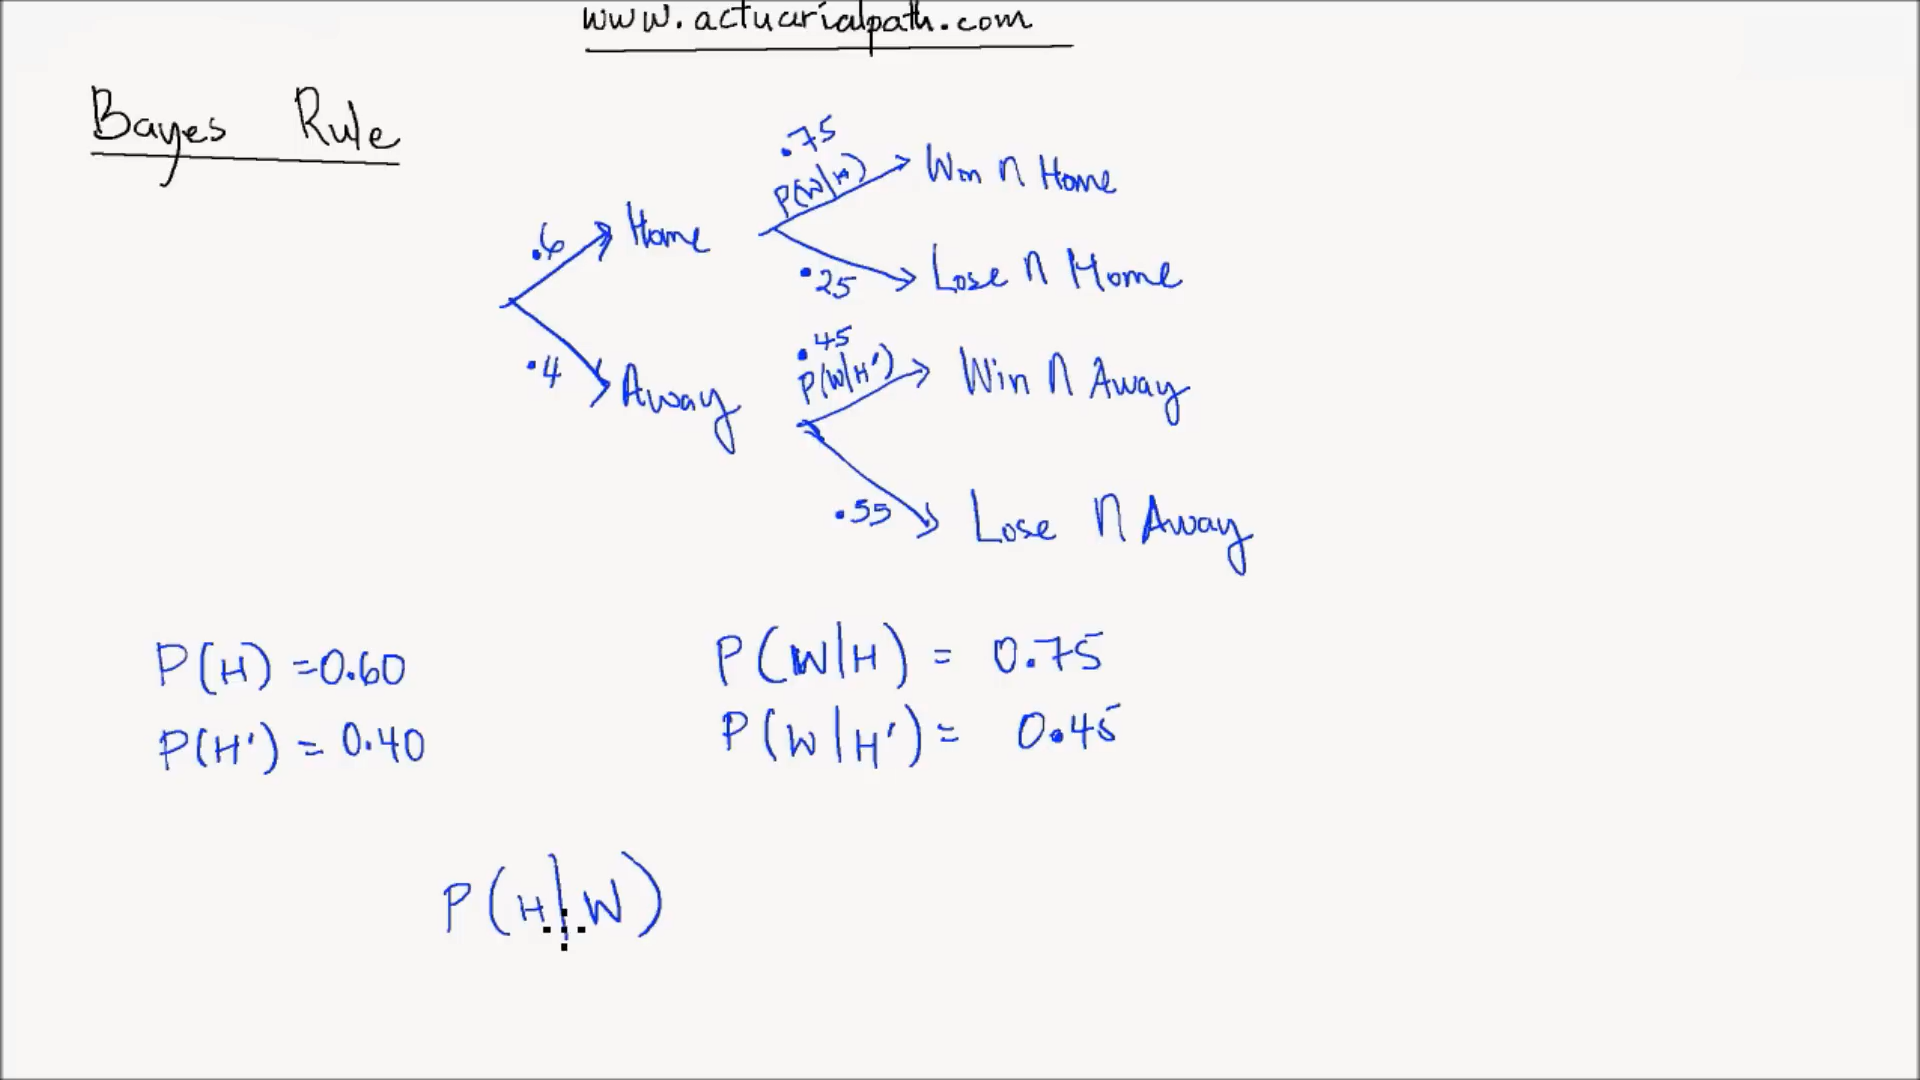 www.actuarialpath.com
Bayes Rule
.75
P(W|H)
Win ∩ Home
.6
Home
.25
Lose ∩ Home
.4
Away
.45
P(W|H')
Win ∩ Away
.55
Lose ∩ Away
P(H) = 0.60
P(W|H) = 0.75
P(H') = 0.40
P(W|H') = 0.45
P(H|W)